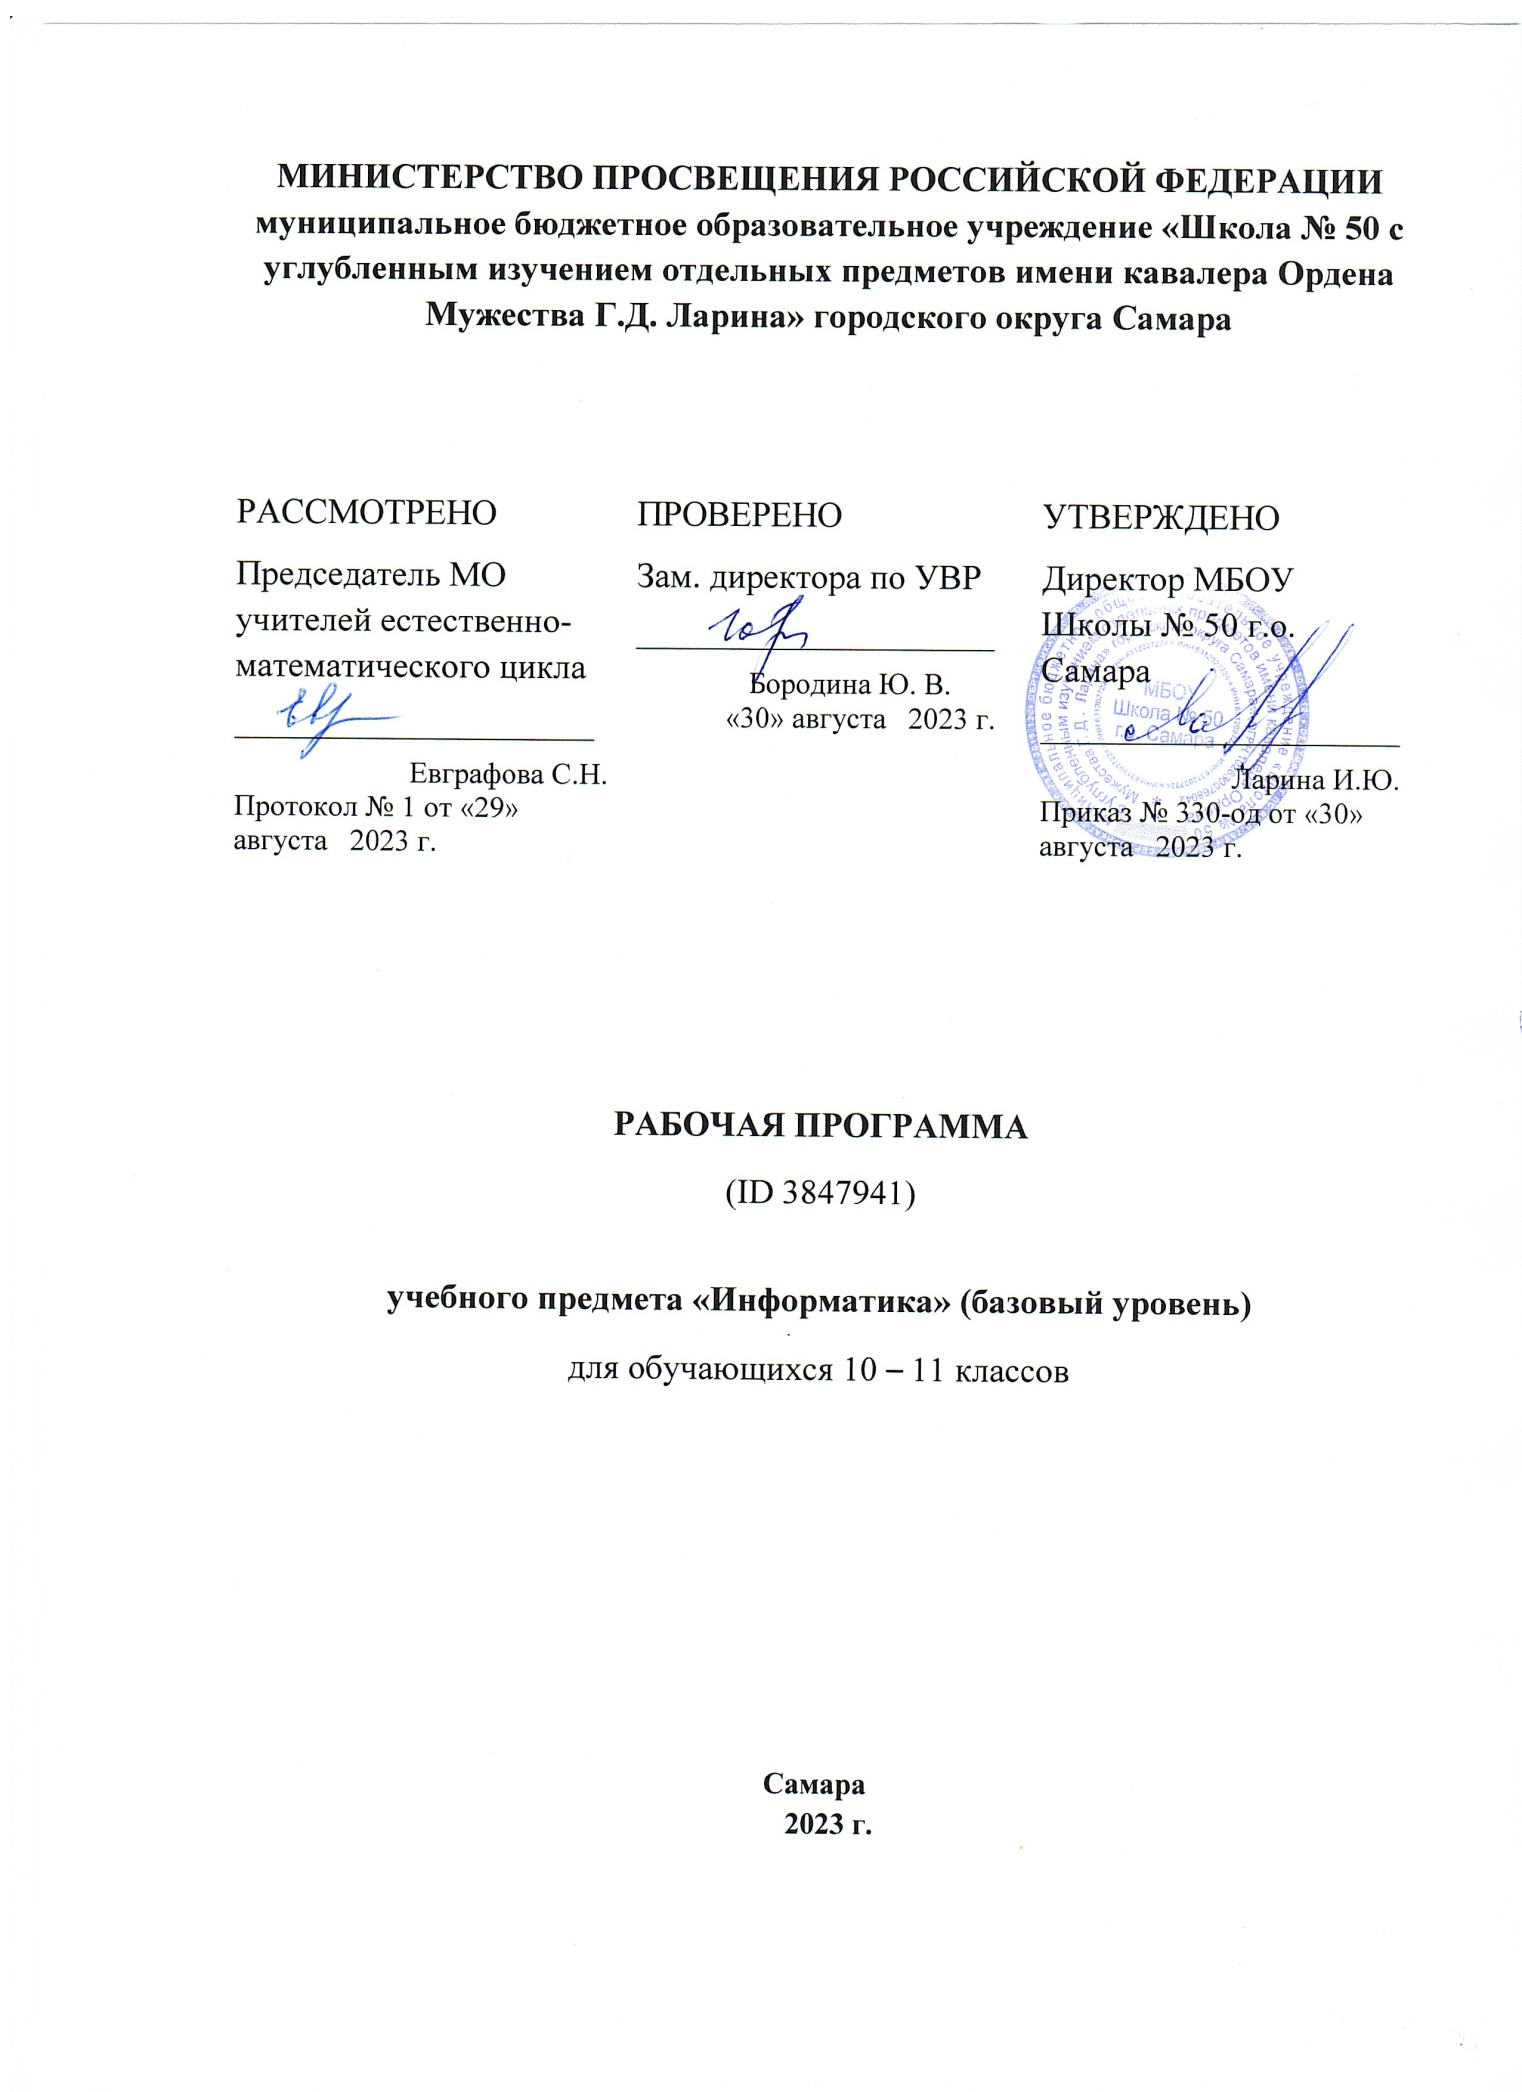 МИНИСТЕРСТВО ПРОСВЕЩЕНИЯ РОССИЙСКОЙ ФЕДЕРАЦИИ
муниципальное бюджетное образовательное учреждение «Школа № 50 с
углубленным изучением отдельных предметов имени кавалера Ордена
Мужества Г.Д. Ларина» городского округа Самара
РАССМОТРЕНО
Председатель МО
учителей естественно-
математического цикла
Евграфова С.Н.
Протокол № 1 от «29»
августа 2023 г.
ПРОВЕРЕНО
Зам. директора по УВР
Бородина Ю. В.
«30» августа 2023 г.
УТВЕРЖДЕНО
Директор МБОУ
Школы № 50 г.о.
Самара
Ларина И.Ю.
Приказ № 330-од от «30»
августа 2023 г.
МБОУ
Школа № 50
Самара
РАБОЧАЯ ПРОГРАММА
(ID 3847941)
учебного предмета «Информатика» (базовый уровень)
для обучающихся 10 – 11 классов
Самара
2023 г.